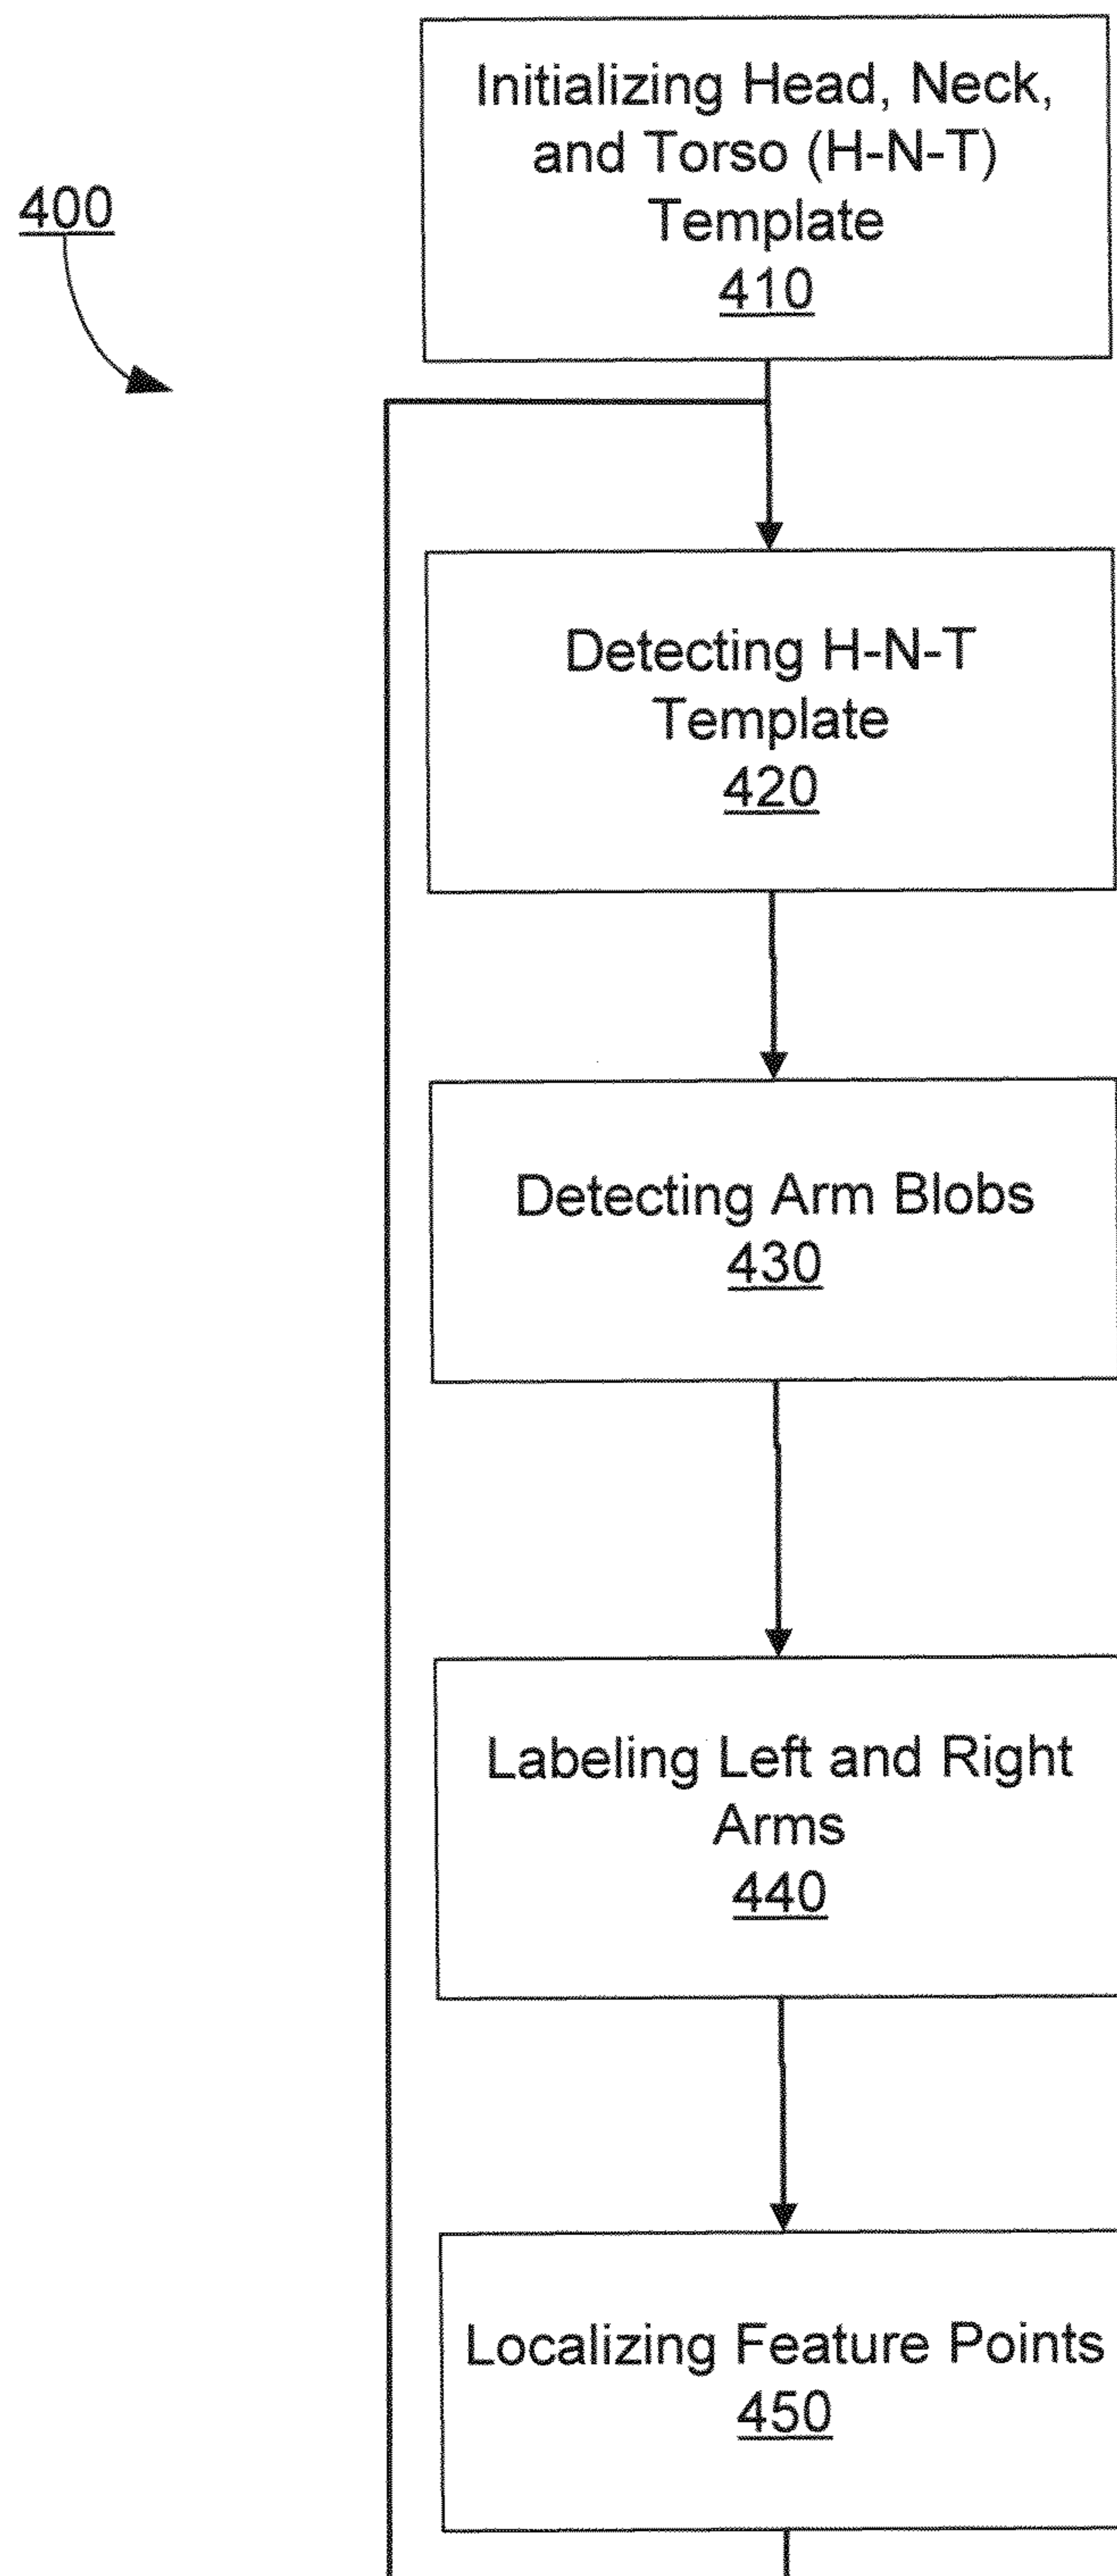 400
Initializing Head, Neck,
and Torso (H-N-T)
Template
410
Detecting H-N-T
Template
420
Detecting Arm Blobs
430
Labeling Left and Right
Arms
440
Localizing Feature Points
450